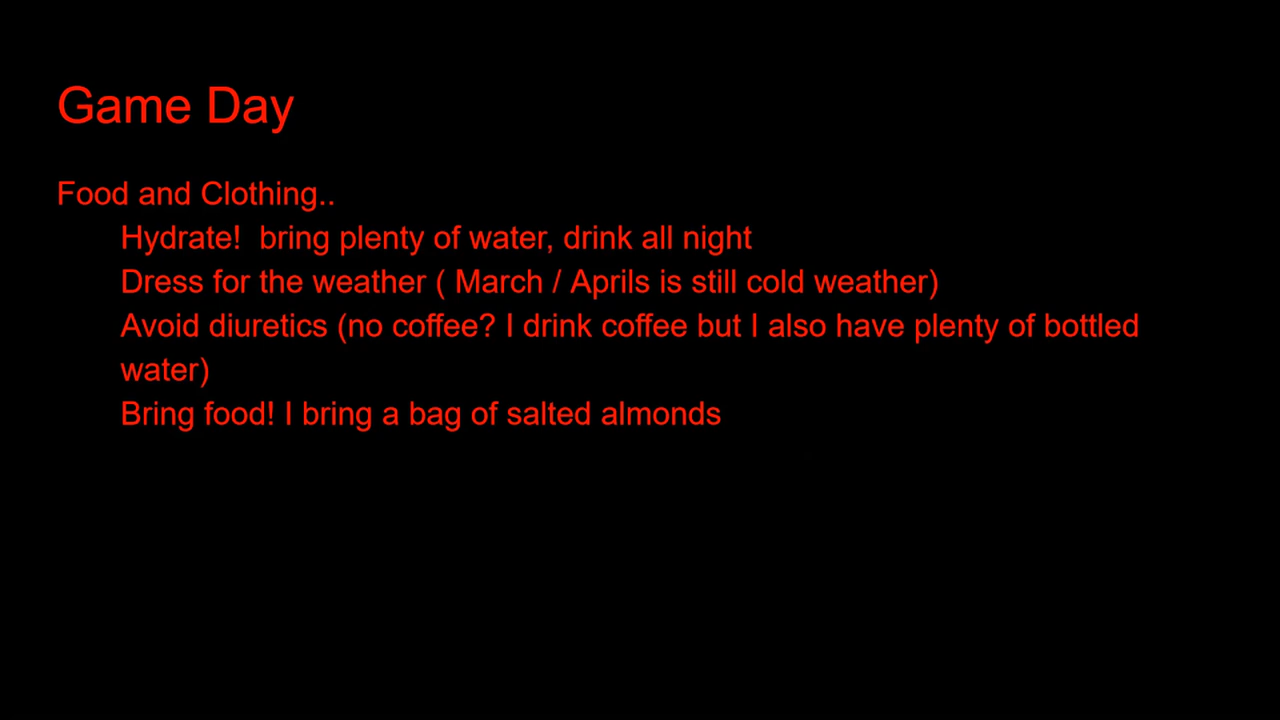 Game Day
Food and Clothing..
Hydrate!  bring plenty of water, drink all night
Dress for the weather ( March / Aprils is still cold weather)
Avoid diuretics (no coffee? I drink coffee but I also have plenty of bottled
water)
Bring food! I bring a bag of salted almonds